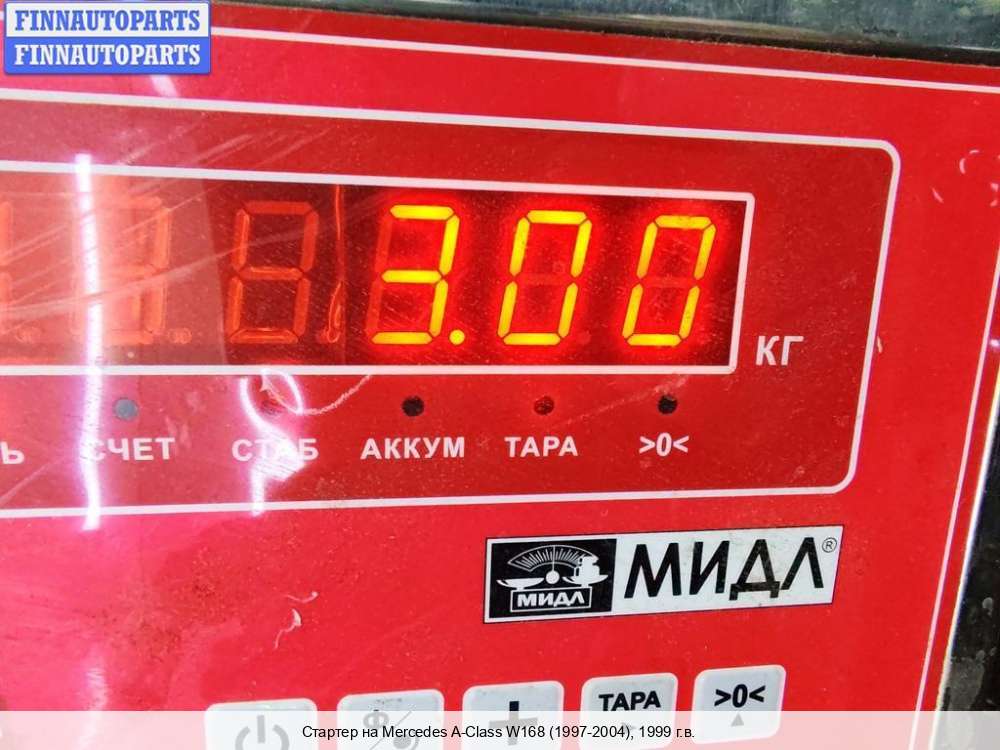 FINNAUTOPARTS
FINNAUTOPARTS
3.00
КГ
Ь СЧЕТ СТАБ АККУМ ТАРА >0<
МИДЛ
МИДЛ®
Ф + ТАРА >0<
Стартер на Mercedes A-Class W168 (1997-2004), 1999 г.в.